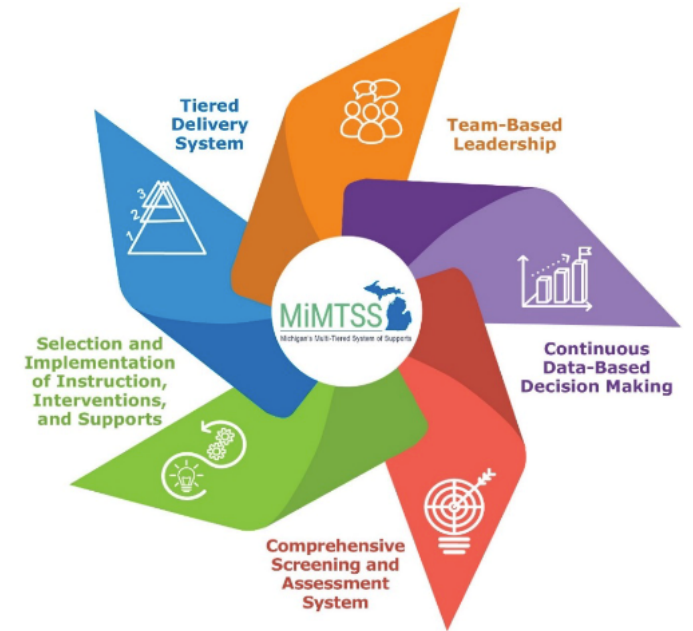 Tiered
Delivery
System
Team-Based
Leadership
3
2
1
MiMTSS
Michigan's Multi-Tiered System of Supports
Selection and
Implementation
of Instruction,
Interventions,
and Supports
Continuous
Data-Based
Decision Making
Comprehensive
Screening and
Assessment
System